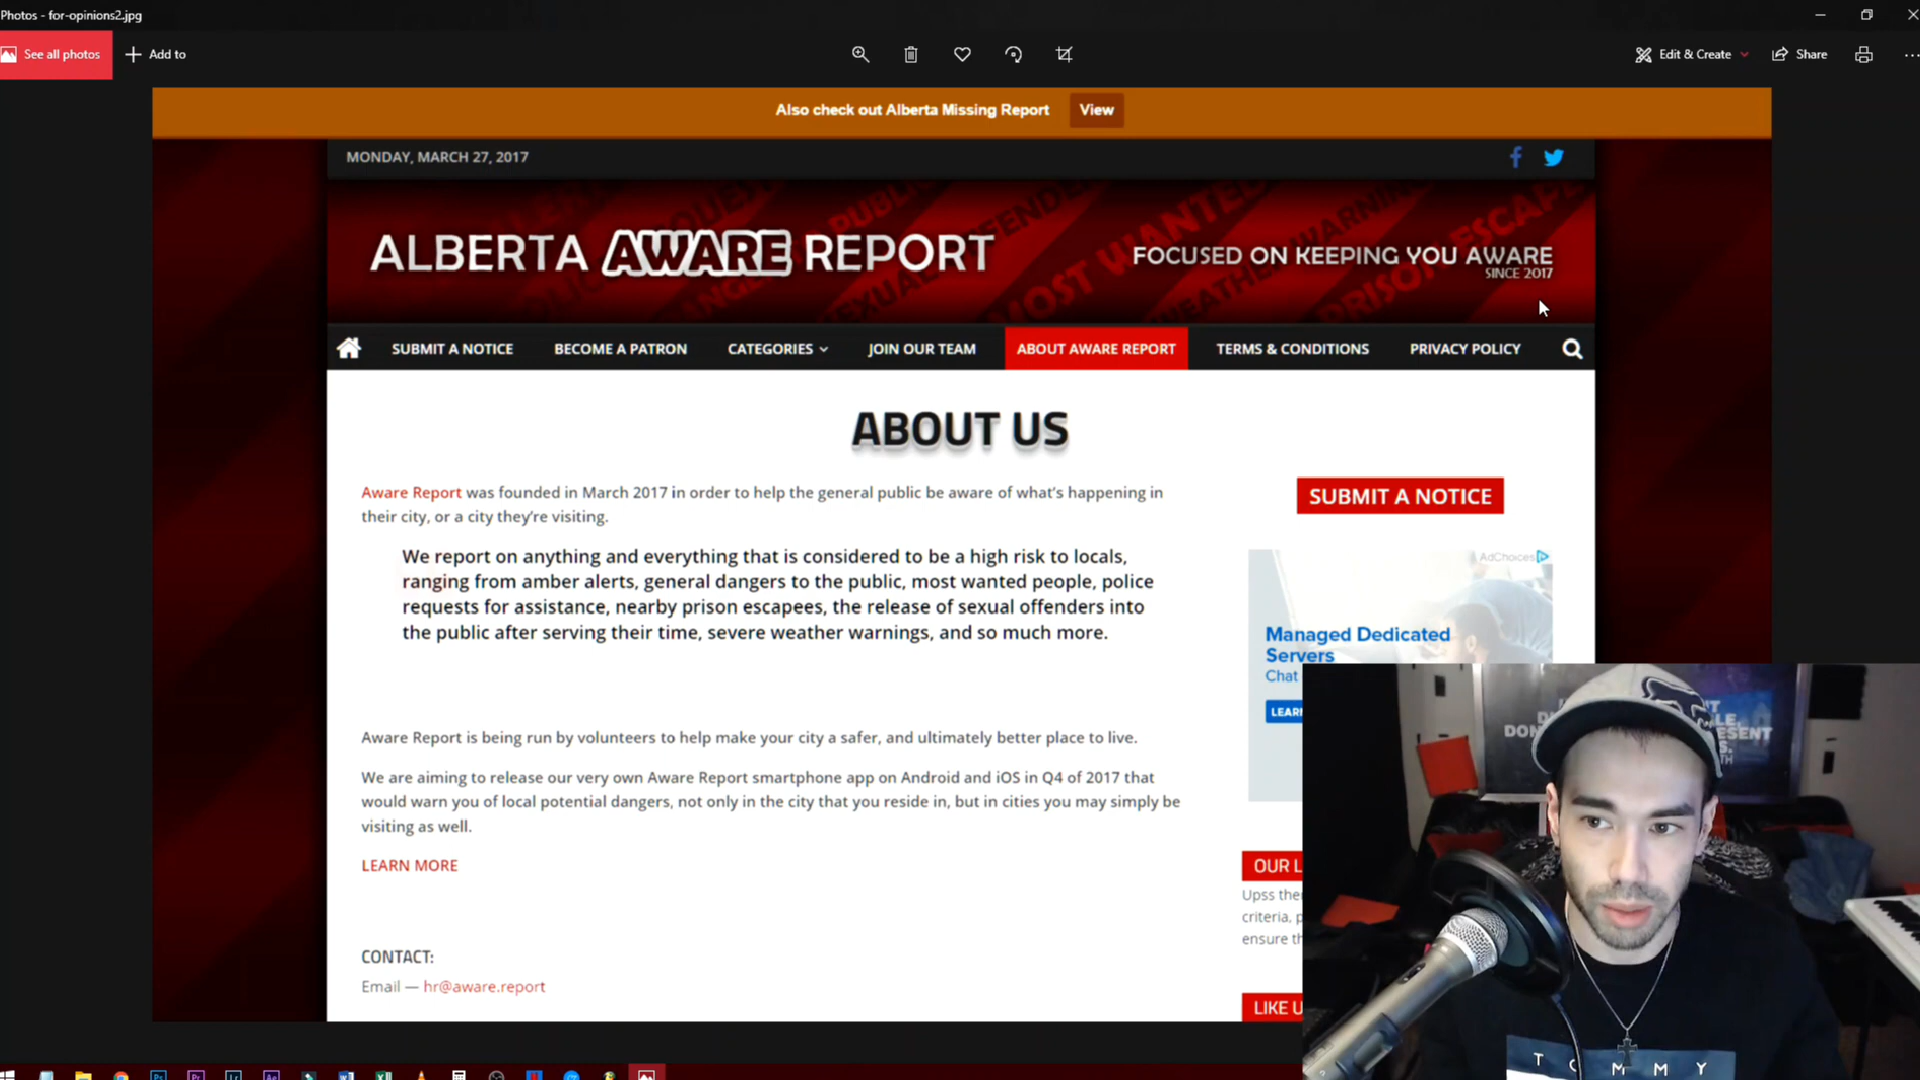 Photos - for-opinions2.jpg
See all photos
Add to
Edit & Create
Share
Also check out Alberta Missing Report
View
MONDAY, MARCH 27, 2017
ALBERTA AWARE REPORT
FOCUSED ON KEEPING YOU AWARE
SINCE 2017
SUBMIT A NOTICE
BECOME A PATRON
CATEGORIES
JOIN OUR TEAM
ABOUT AWARE REPORT
TERMS & CONDITIONS
PRIVACY POLICY
ABOUT US
Aware Report was founded in March 2017 in order to help the general public be aware of what's happening in
their city, or a city they're visiting.
We report on anything and everything that is considered to be a high risk to locals,
ranging from amber alerts, general dangers to the public, most wanted people, police
requests for assistance, nearby prison escapees, the release of sexual offenders into
the public after serving their time, severe weather warnings, and so much more.
Aware Report is being run by volunteers to help make your city a safer, and ultimately better place to live.
We are aiming to release our very own Aware Report smartphone app on Android and iOS in Q4 of 2017 that
would warn you of local potential dangers, not only in the city that you reside in, but in cities you may simply be
visiting as well.
LEARN MORE
CONTACT:
Email — hr@aware.report
SUBMIT A NOTICE
AdChoices
Managed Dedicated
Servers
Chat
LEARN
OUR L
Upss ther
criteria, p
ensure th
LIKE U
TOMMY